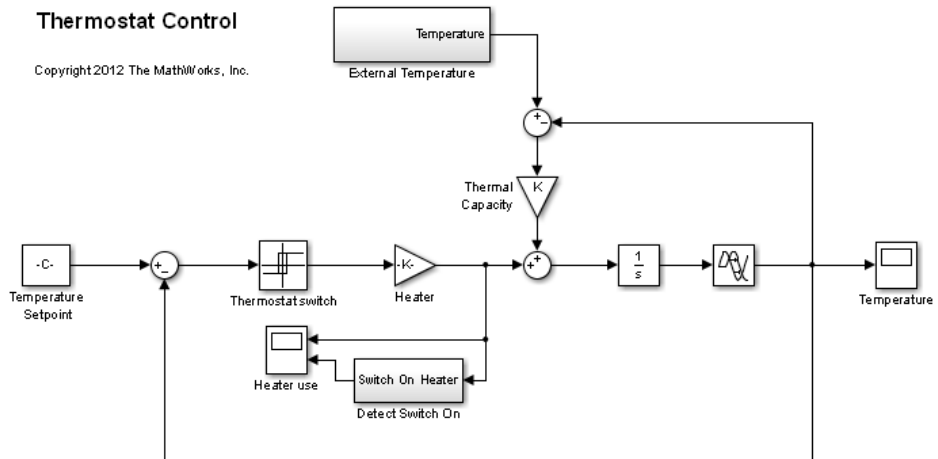 Thermostat Control
Copyright 2012 The MathWorks, Inc.
Temperature
External Temperature
+
−
Thermal
Capacity
K
-C-
Temperature
Setpoint
+
−
Thermostat switch
-K-
Heater
+
+
1
s
Temperature
Heater use
Switch On Heater
Detect Switch On